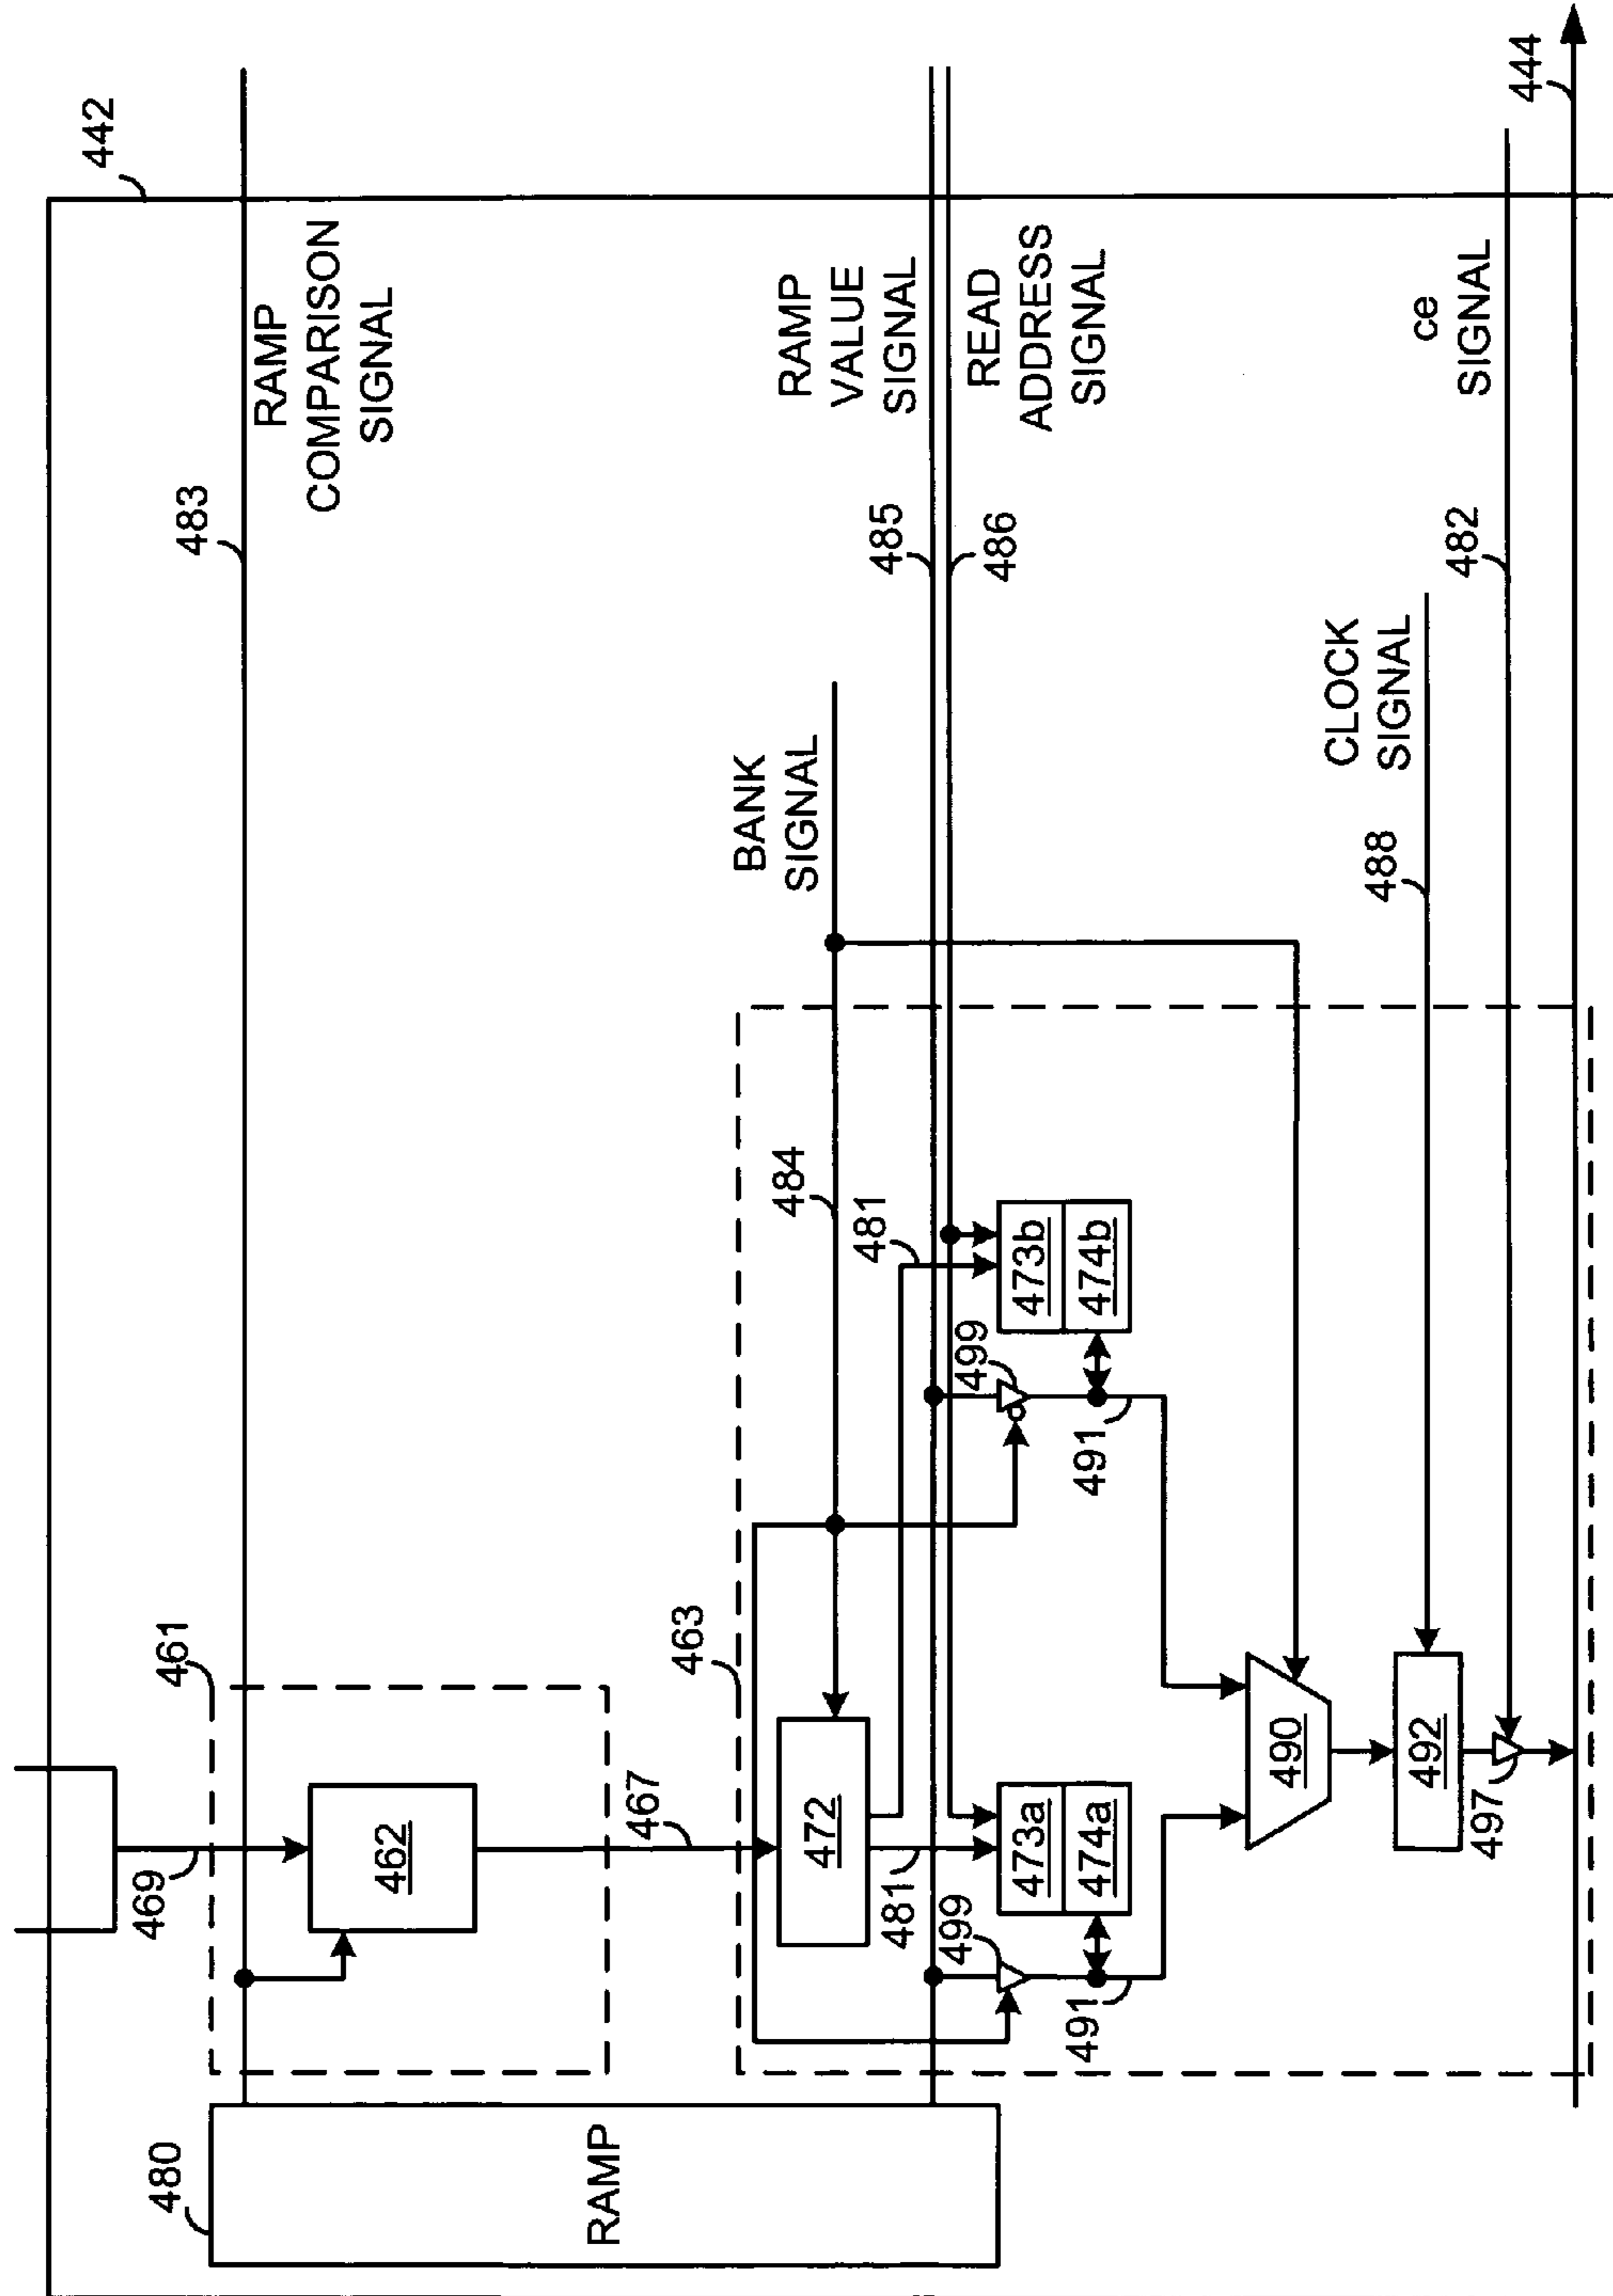 442
RAMP
COMPARISON
SIGNAL
483
461
469
462
467
480
RAMP
RAMP
VALUE
SIGNAL
485
READ
ADDRESS
SIGNAL
486
BANK
SIGNAL
484
463
472
481
481
473b
474b
499
491
473a
474a
499
491
490
CLOCK
SIGNAL
488
492
ce
SIGNAL
482
497
444